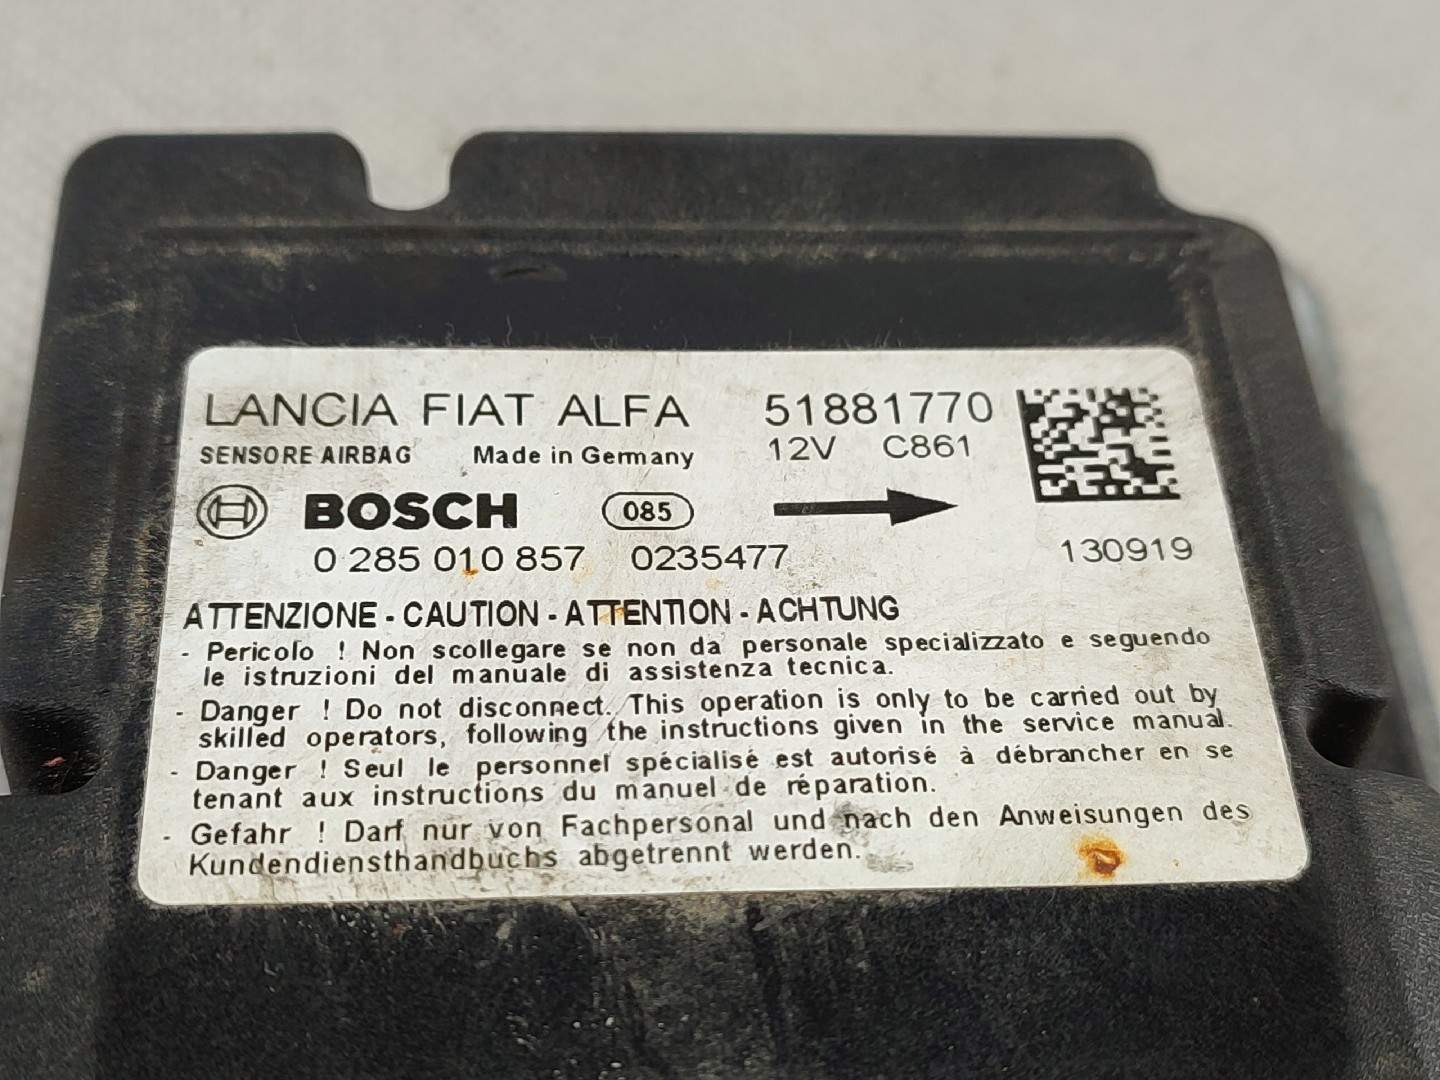 LANCIA FIAT ALFA 51881770
SENSORE AIRBAG Made in Germany 12V C861
BOSCH 085
0 285 010 857 0235477 130919
ATTENZIONE - CAUTION - ATTENTION - ACHTUNG
- Pericolo ! Non scollegare se non da personale specializzato e seguendo
le istruzioni del manuale di assistenza tecnica.
- Danger ! Do not disconnect. This operation is only to be carried out by
skilled operators, following the instructions given in the service manual.
- Danger ! Seul le personnel spécialisé est autorisé à débrancher en se
tenant aux instructions du manuel de réparation.
- Gefahr ! Darf nur von Fachpersonal und nach den Anweisungen des
Kundendiensthandbuchs abgetrennt werden.